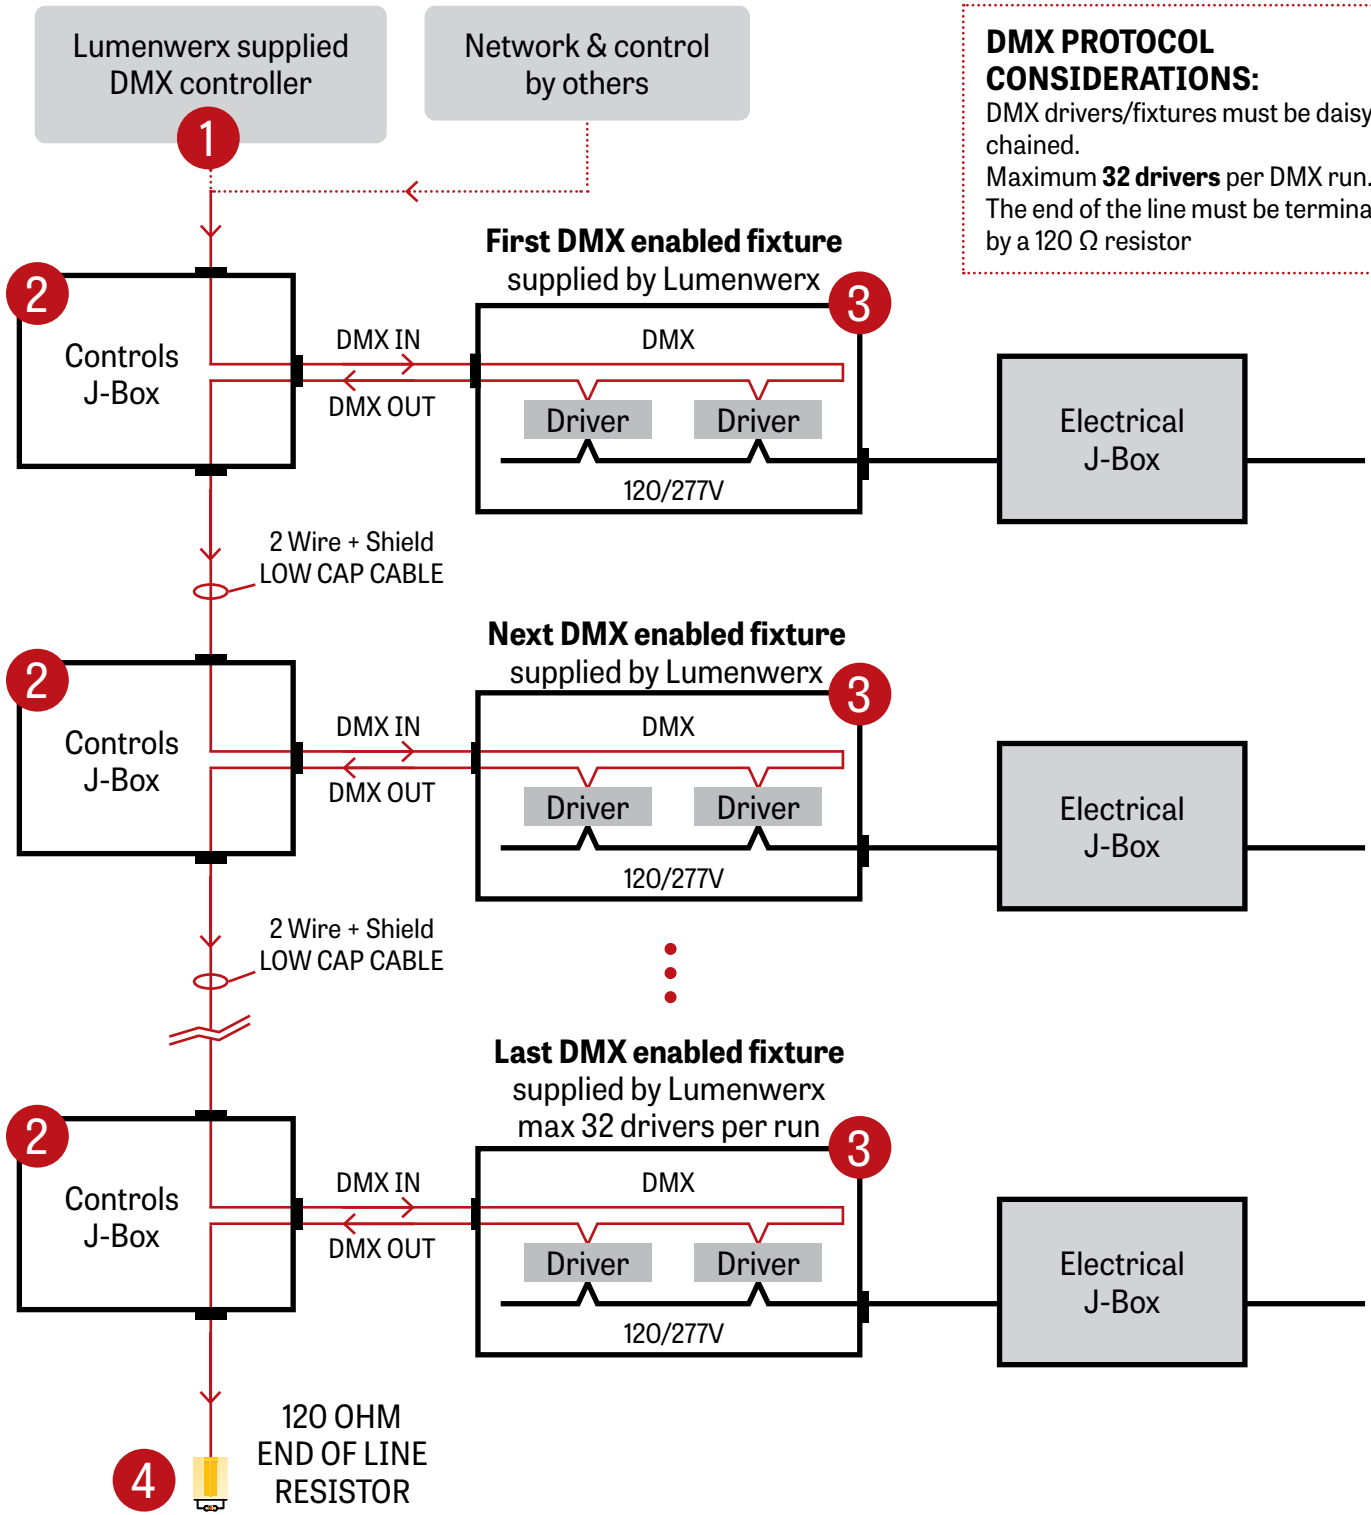 Lumenwerx supplied
DMX controller
1
Network & control
by others
DMX PROTOCOL
CONSIDERATIONS:
DMX drivers/fixtures must be daisy
chained.
Maximum 32 drivers per DMX run.
The end of the line must be termina
by a 120 Ω resistor
First DMX enabled fixture
supplied by Lumenwerx
2
Controls
J-Box
DMX IN
DMX OUT
3
DMX
Driver
Driver
120/277V
Electrical
J-Box
2 Wire + Shield
LOW CAP CABLE
Next DMX enabled fixture
supplied by Lumenwerx
2
Controls
J-Box
DMX IN
DMX OUT
3
DMX
Driver
Driver
120/277V
Electrical
J-Box
2 Wire + Shield
LOW CAP CABLE
Last DMX enabled fixture
supplied by Lumenwerx
max 32 drivers per run
2
Controls
J-Box
DMX IN
DMX OUT
3
DMX
Driver
Driver
120/277V
Electrical
J-Box
4
120 OHM
END OF LINE
RESISTOR